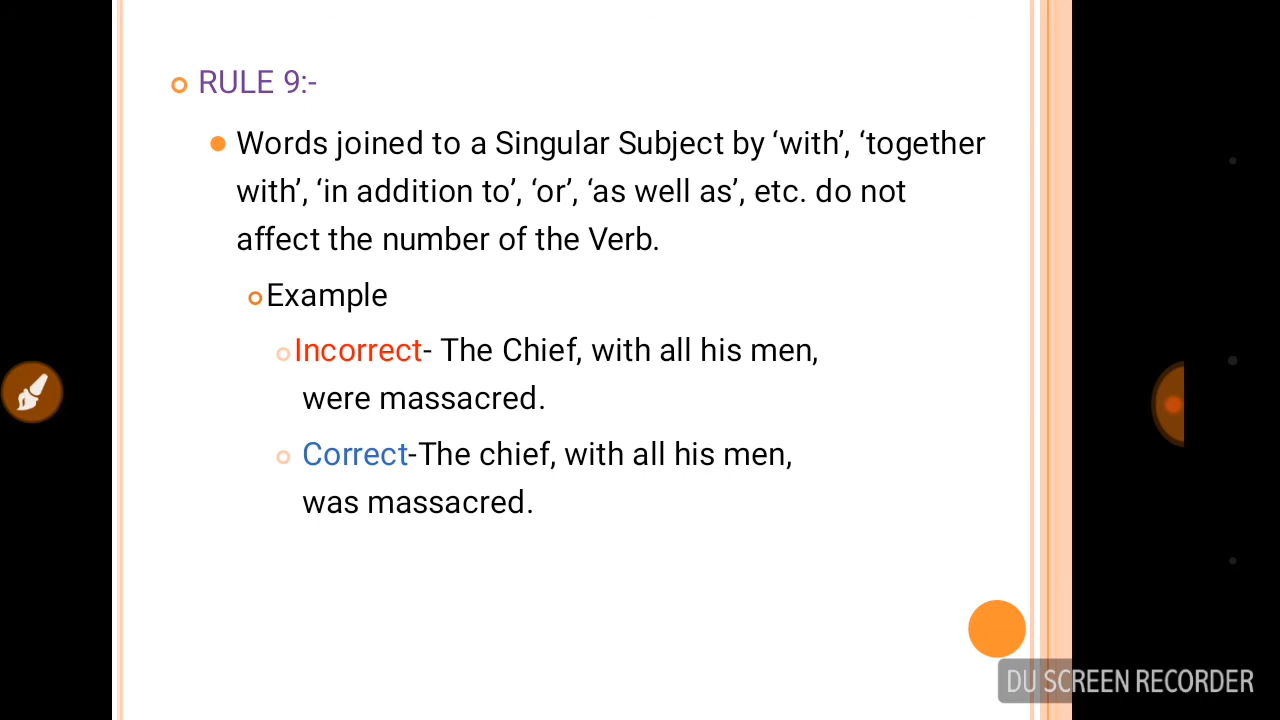 RULE 9:-
Words joined to a Singular Subject by ‘with’, ‘together
with’, ‘in addition to’, ‘or’, ‘as well as’, etc. do not
affect the number of the Verb.
Example
Incorrect- The Chief, with all his men,
were massacred.
Correct-The chief, with all his men,
was massacred.
DU SCREEN RECORDER